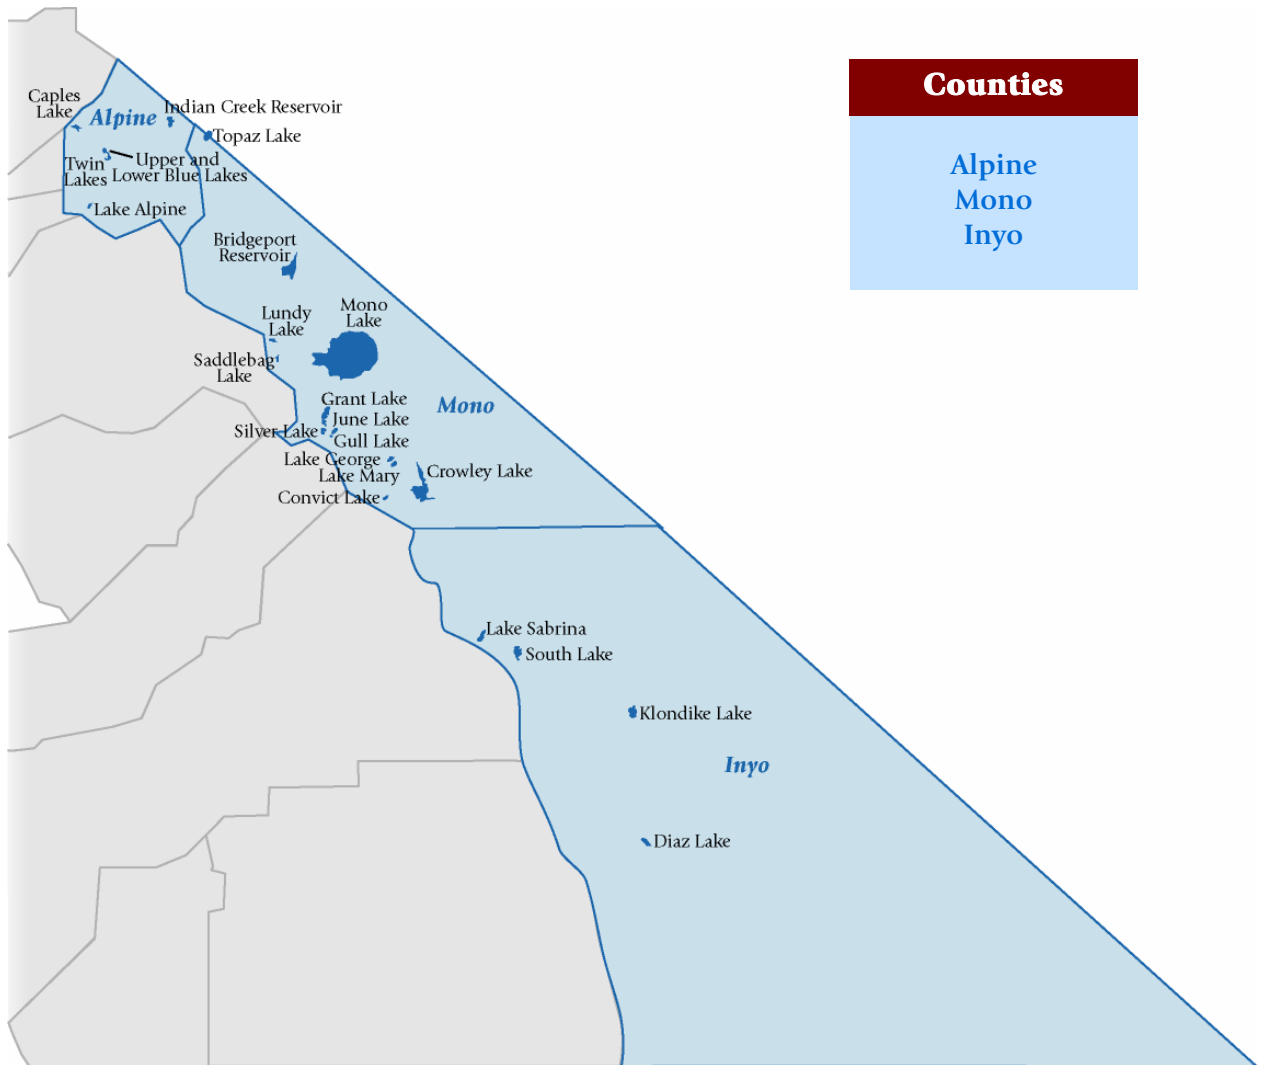 Counties
Alpine
Mono
Inyo
Caples
Lake
Alpine
Indian Creek Reservoir
Topaz Lake
Twin
Lakes
Upper and
Lower Blue Lakes
Lake Alpine
Bridgeport
Reservoir
Lundy
Lake
Mono
Lake
Saddlebag
Lake
Grant Lake
Mono
June Lake
Silver Lake
Gull Lake
Lake George
Lake Mary
Crowley Lake
Convict Lake
Lake Sabrina
South Lake
Klondike Lake
Inyo
Diaz Lake